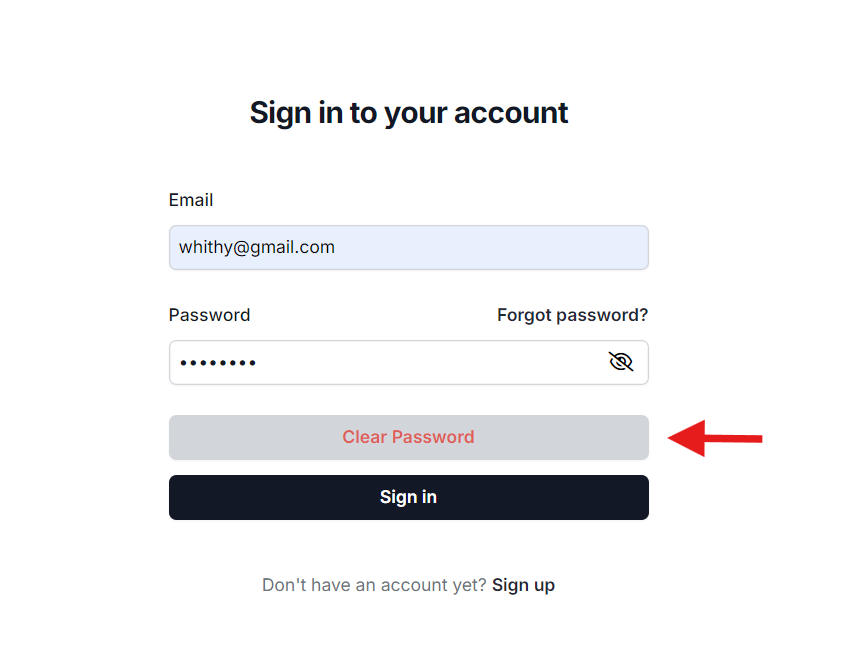 Sign in to your account
Email
whithy@gmail.com
Password
Forgot password?
••••••••
Clear Password
Sign in
Don't have an account yet? Sign up